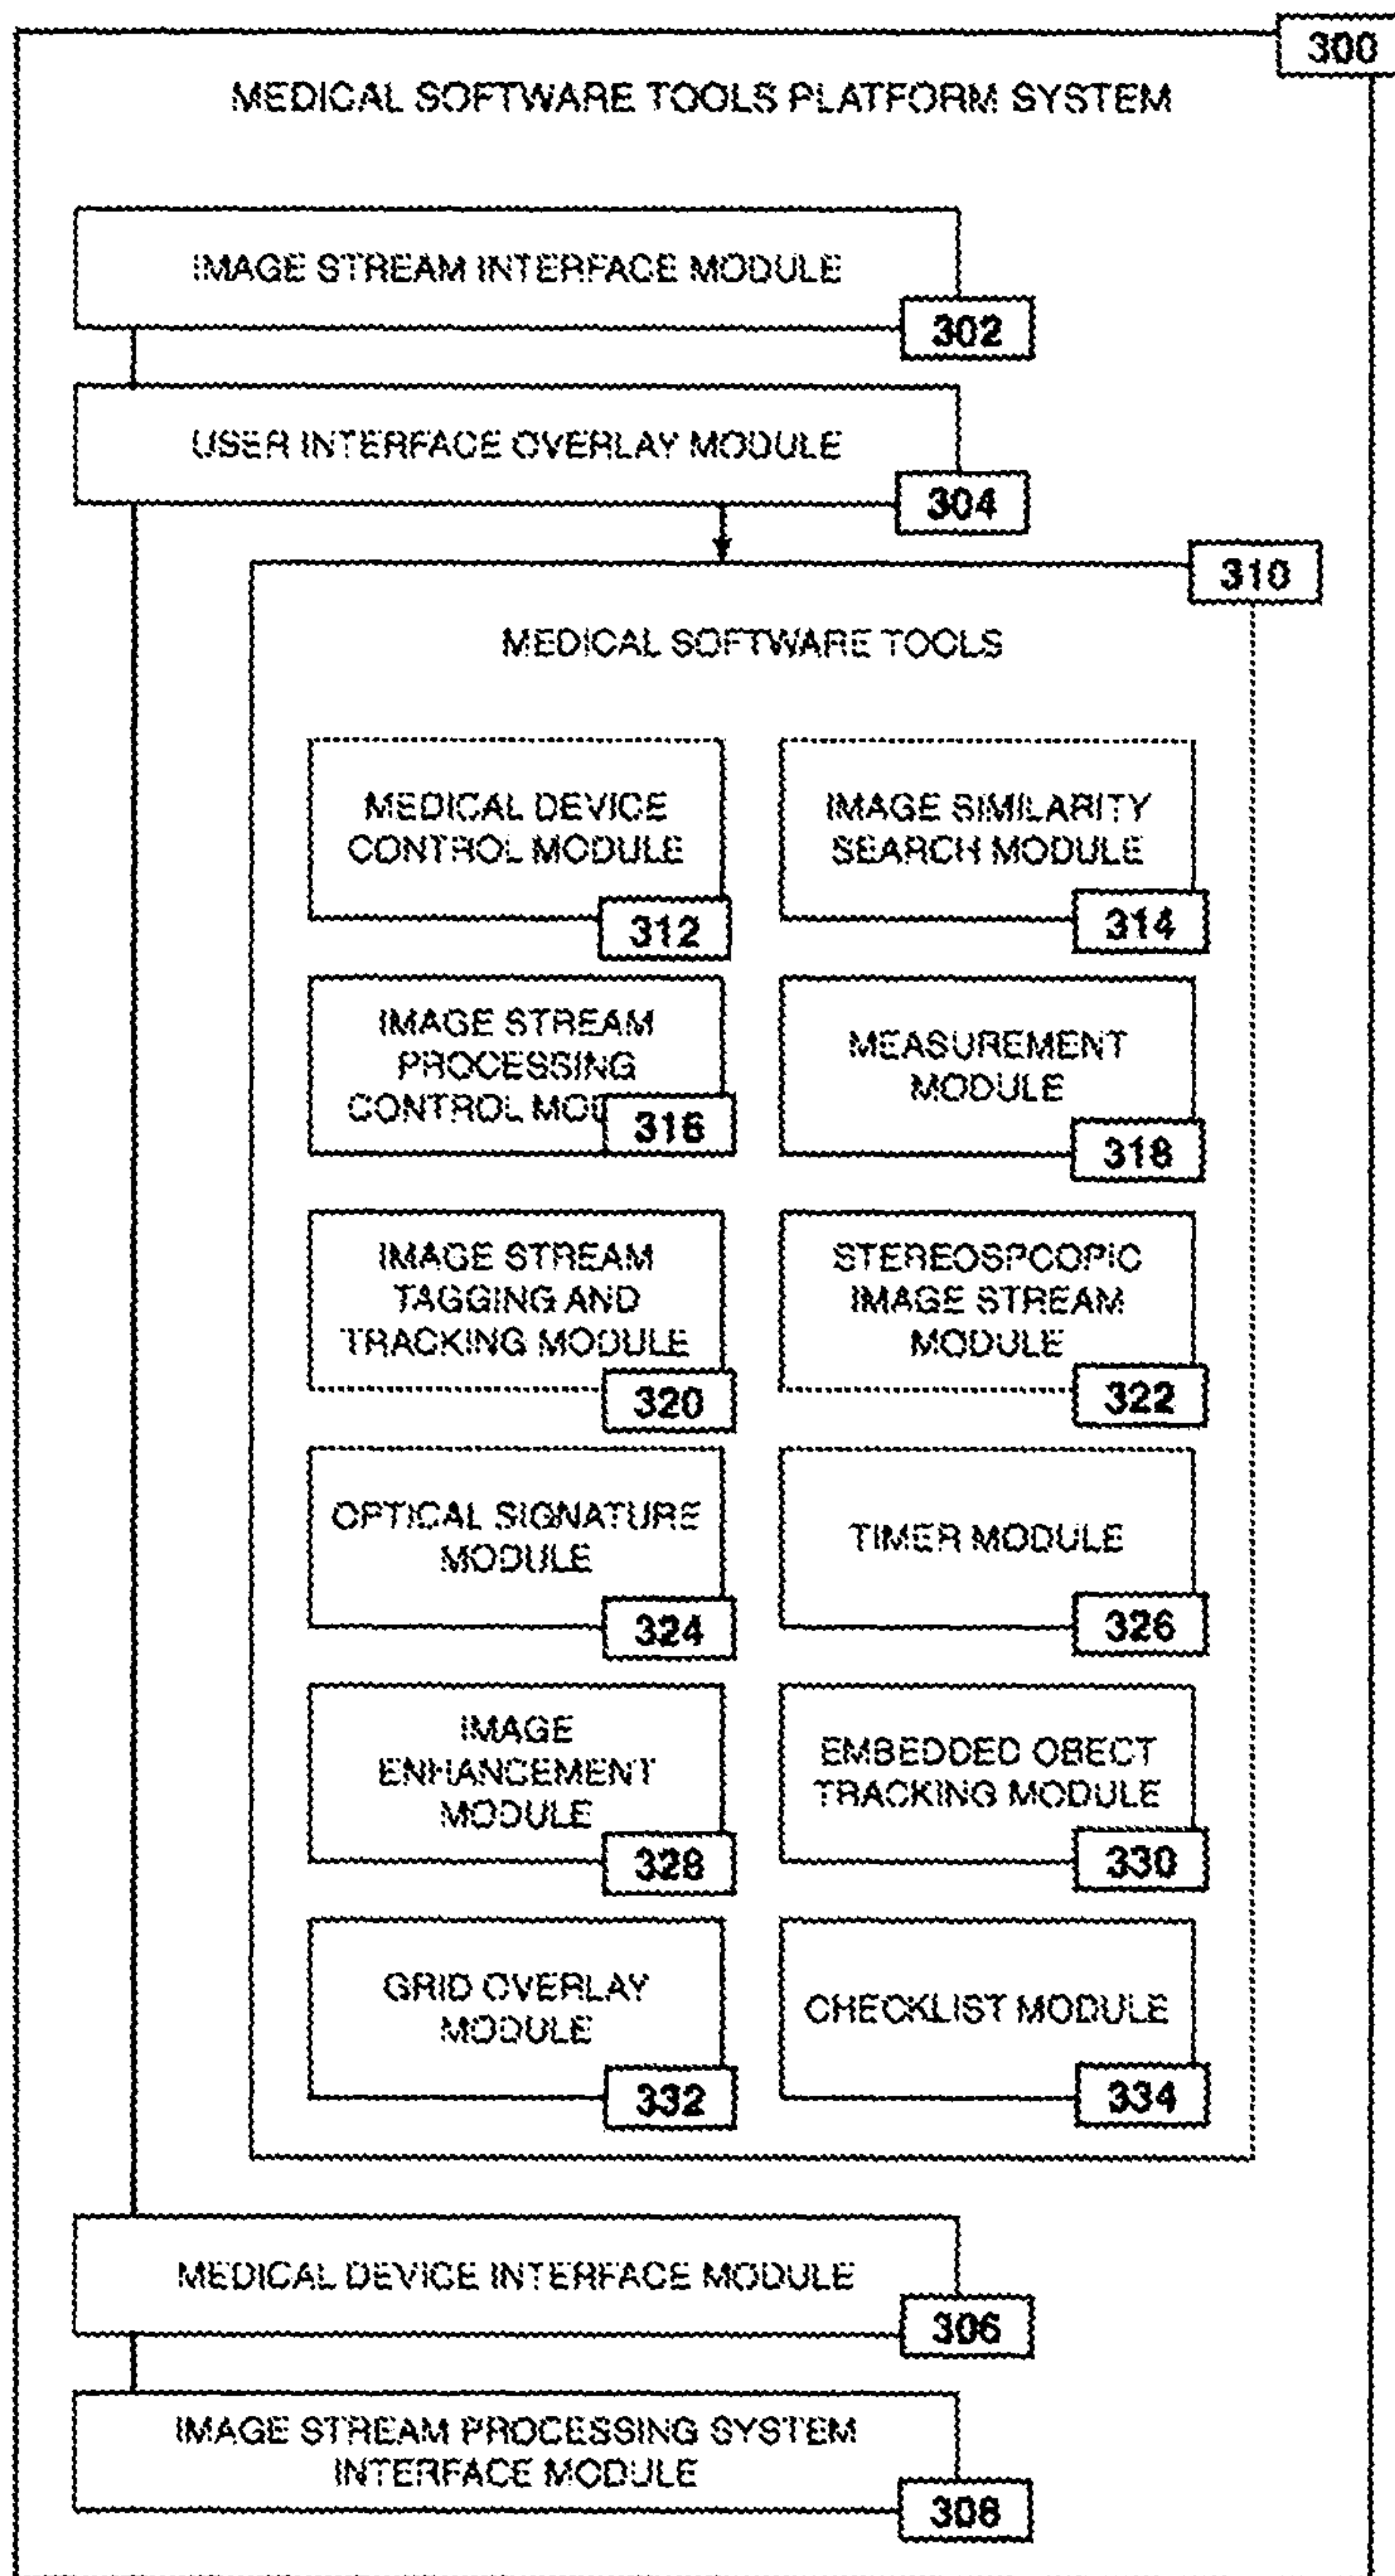 300
MEDICAL SOFTWARE TOOLS PLATFORM SYSTEM
IMAGE STREAM INTERFACE MODULE
302
USER INTERFACE OVERLAY MODULE
304
310
MEDICAL SOFTWARE TOOLS
MEDICAL DEVICE
CONTROL MODULE
312
IMAGE SIMILARITY
SEARCH MODULE
314
IMAGE STREAM
PROCESSING
CONTROL MOD
316
MEASUREMENT
MODULE
318
IMAGE STREAM
TAGGING AND
TRACKING MODULE
320
STEREOSPCOPIC
IMAGE STREAM
MODULE
322
OPTICAL SIGNATURE
MODULE
324
TIMER MODULE
326
IMAGE
ENHANCEMENT
MODULE
328
EMBEDDED OBECT
TRACKING MODULE
330
GRID OVERLAY
MODULE
332
CHECKLIST MODULE
334
MEDICAL DEVICE INTERFACE MODULE
306
IMAGE STREAM PROCESSING SYSTEM
INTERFACE MODULE
308